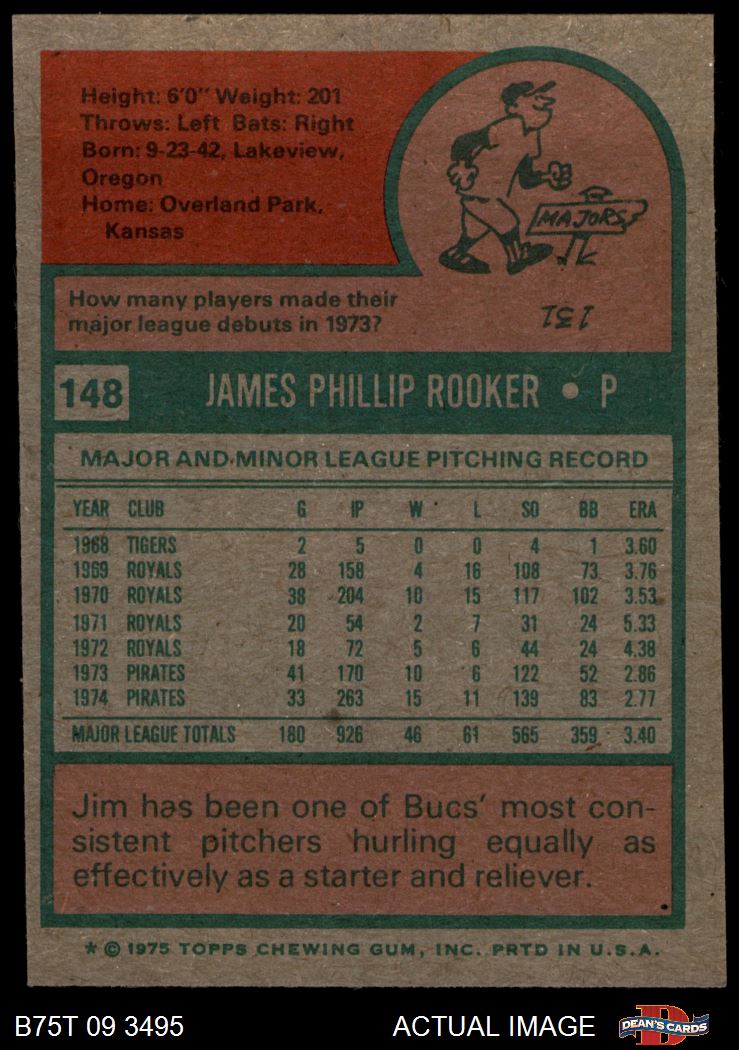 Height: 6'0" Weight: 201
Throws: Left Bats: Right
Born: 9-23-42, Lakeview,
Oregon
Home: Overland Park,
Kansas
MAJORS
How many players made their
major league debuts in 1973?
131
148 JAMES PHILLIP ROOKER • P
MAJOR AND MINOR LEAGUE PITCHING RECORD
YEAR CLUB G IP W L SO BB ERA
1968 TIGERS 2 5 0 0 4 1 3.60
1969 ROYALS 28 158 4 16 108 73 3.76
1970 ROYALS 38 204 10 15 117 102 3.53
1971 ROYALS 20 54 2 7 31 24 5.33
1972 ROYALS 18 72 5 6 44 24 4.38
1973 PIRATES 41 170 10 6 122 52 2.86
1974 PIRATES 33 263 15 11 139 83 2.77
MAJOR LEAGUE TOTALS 180 926 46 61 565 359 3.40
Jim has been one of Bucs' most con-
sistent pitchers hurling equally as
effectively as a starter and reliever.
* © 1975 TOPPS CHEWING GUM, INC. PRTD IN U.S.A.
B75T 09 3495 ACTUAL IMAGE DEAN'S CARDS